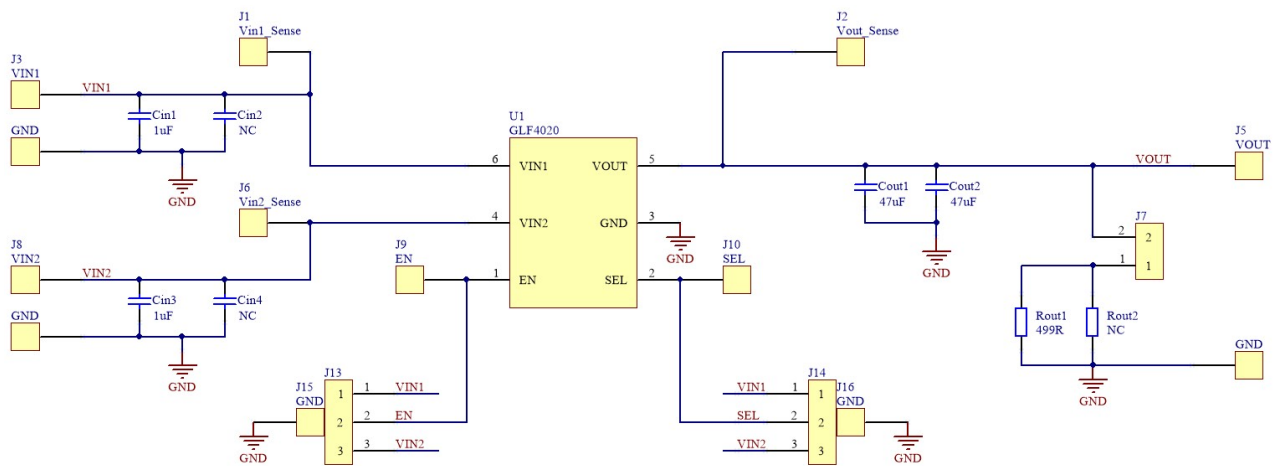 J1
Vin1_Sense
J2
Vout_Sense
J3
VIN1
VIN1
Cin1
1uF
Cin2
NC
GND
GND
U1
GLF4020
6
VIN1
VOUT
5
4
VIN2
GND
3
GND
1
EN
SEL
2
J5
VOUT
VOUT
Cout1
47uF
Cout2
47uF
GND
J6
Vin2_Sense
J7
2
2
1
1
J8
VIN2
VIN2
Cin3
1uF
Cin4
NC
GND
GND
J9
EN
J10
SEL
Rout1
499R
Rout2
NC
GND
GND
J13
J15
GND
GND
1
1
VIN1
2
2
EN
3
3
VIN2
J14
J16
GND
GND
VIN1
1
1
SEL
2
2
VIN2
3
3